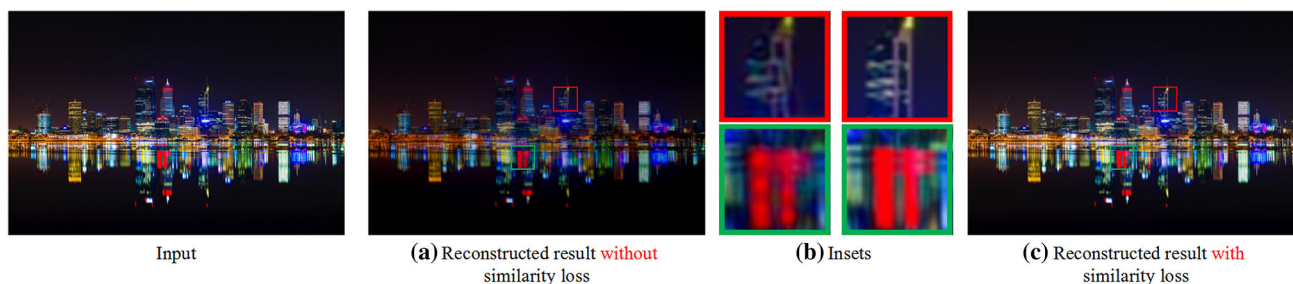 Input
(a) Reconstructed result without
similarity loss
(b) Insets
(c) Reconstructed result with
similarity loss